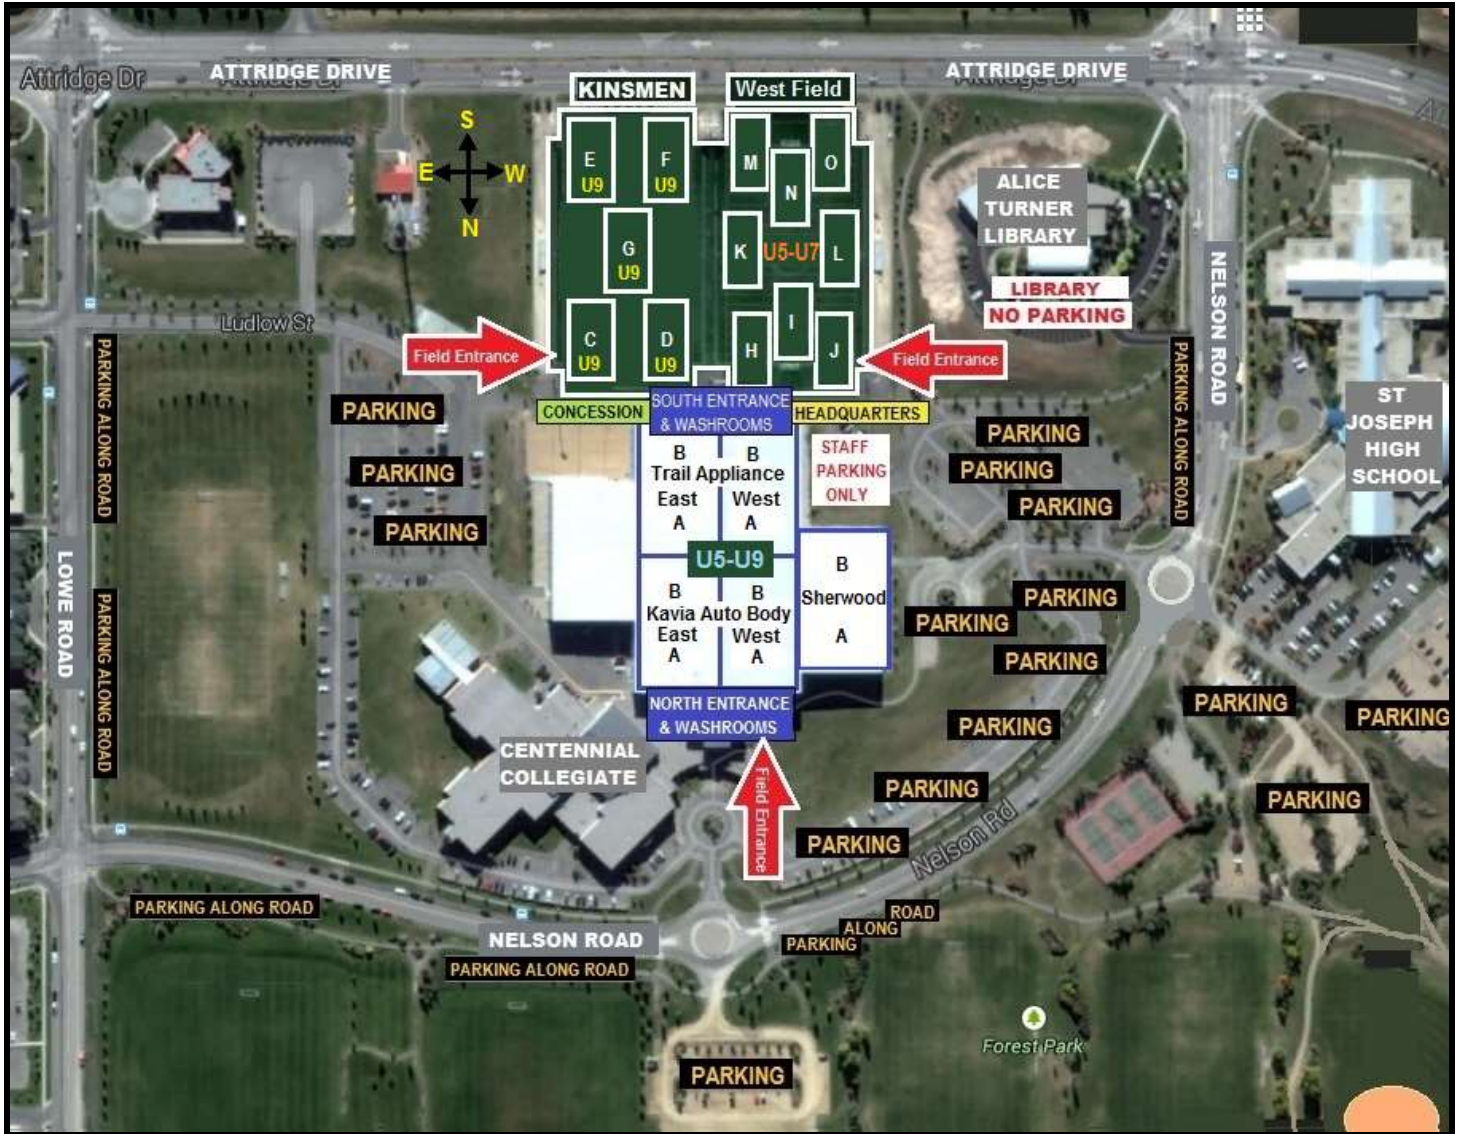 Attridge Dr
ATTRIDGE DRIVE
ATTRIDGE DRIVE
KINSMEN
West Field
S
E
W
N
E
U9
F
U9
G
U9
C
U9
D
U9
M
O
N
K
U5-U7
L
I
H
J
ALICE
TURNER
LIBRARY
LIBRARY
NO PARKING
NELSON ROAD
Ludlow St
Field Entrance
Field Entrance
PARKING ALONG ROAD
PARKING ALONG ROAD
ST
JOSEPH
HIGH
SCHOOL
PARKING
PARKING
PARKING
CONCESSION
SOUTH ENTRANCE
& WASHROOMS
HEADQUARTERS
STAFF
PARKING
ONLY
PARKING
PARKING
PARKING
B
B
Trail Appliance
East
West
A
A
U5-U9
B
B
Kavia Auto Body
East
West
A
A
B
Sherwood
A
LOWE ROAD
PARKING ALONG ROAD
PARKING
PARKING
PARKING
PARKING
PARKING
PARKING
PARKING
PARKING
PARKING
NORTH ENTRANCE
& WASHROOMS
CENTENNIAL
COLLEGIATE
Field Entrance
Nelson Rd
PARKING ALONG ROAD
NELSON ROAD
PARKING ALONG ROAD
PARKING
ALONG
ROAD
Forest Park
PARKING